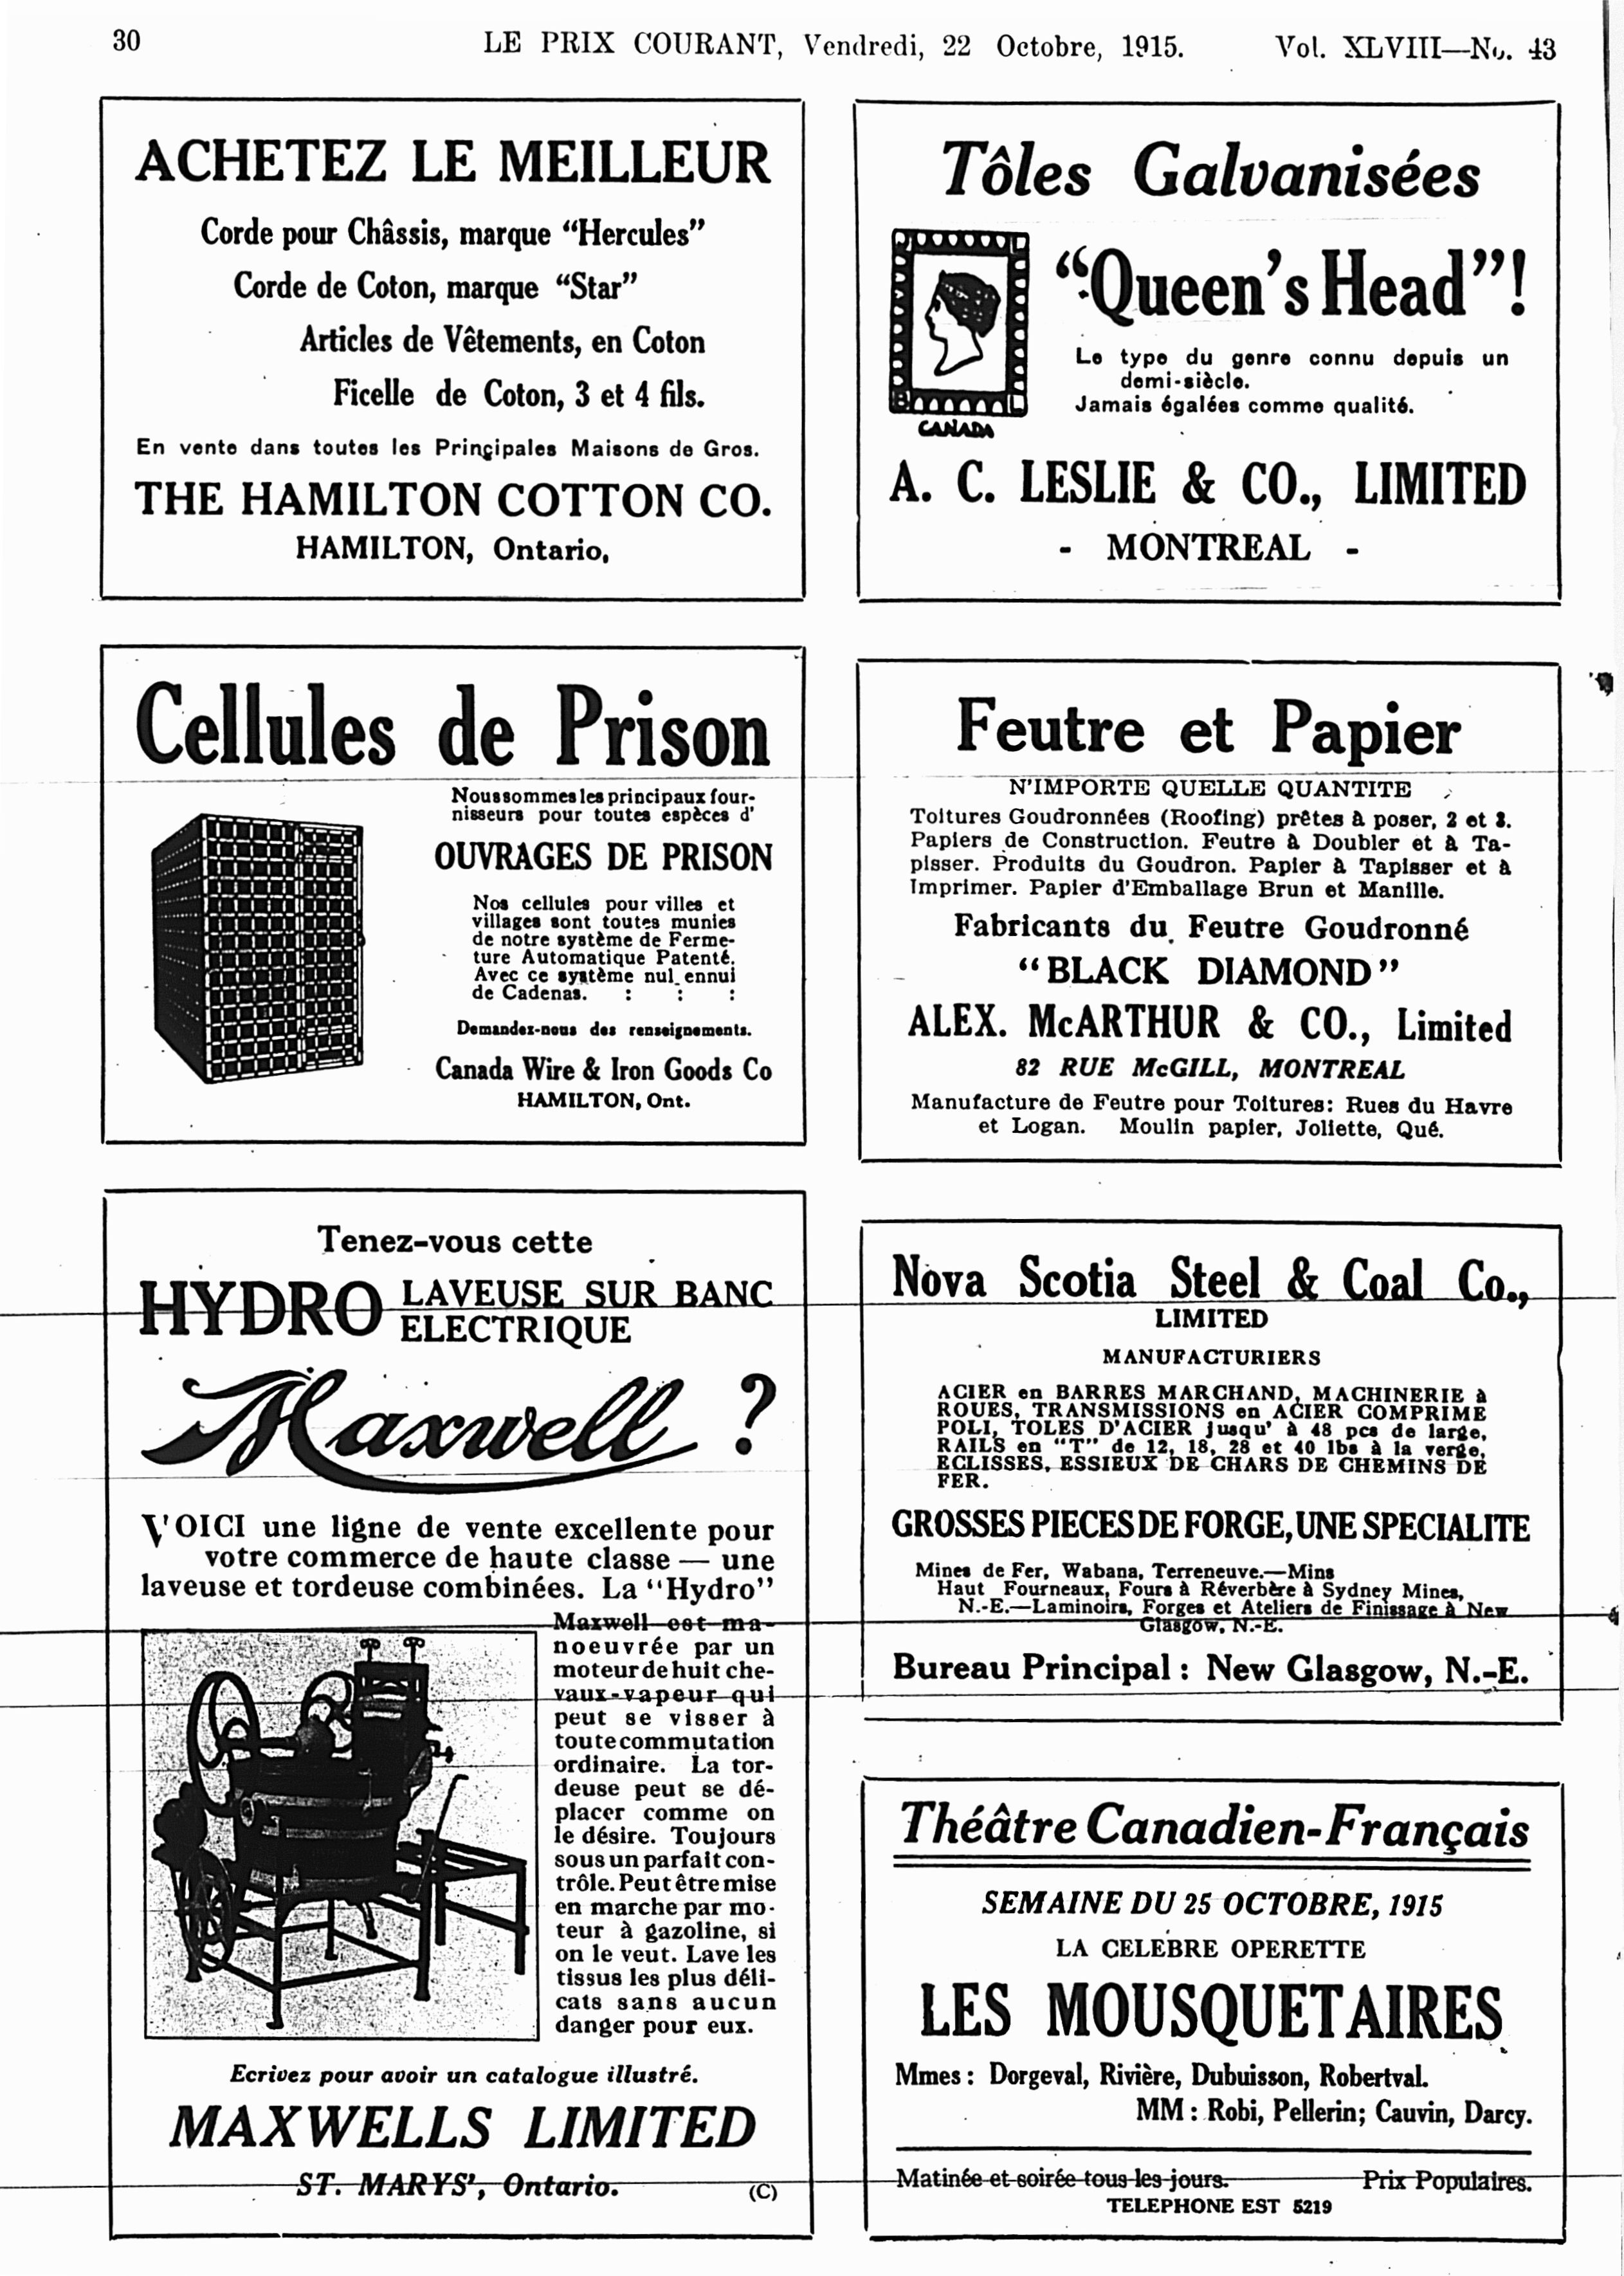 30 LE PRIX COURANT, Vendredi, 22 Octobre, 1915. Vol. XLVIII—No. 43
ACHETEZ LE MEILLEUR
Corde pour Châssis, marque “Hercules”
Corde de Coton, marque “Star”
Articles de Vêtements, en Coton
Ficelle de Coton, 3 et 4 fils.
En vente dans toutes les Principales Maisons de Gros.
THE HAMILTON COTTON CO.
HAMILTON, Ontario,
Tôles Galvanisées
“Queen’s Head”!
Le type du genre connu depuis un
demi-siècle.
Jamais égalées comme qualité.
CANADA
A. C. LESLIE & CO., LIMITED
- MONTREAL -
Cellules de Prison
Nous sommes les principaux four-
nisseurs pour toutes espèces d'
OUVRAGES DE PRISON
Nos cellules pour villes et
villages sont toutes munies
de notre système de Ferme-
ture Automatique Patenté.
Avec ce système nul ennui
de Cadenas. : : :
Demandez-nous des renseignements.
Canada Wire & Iron Goods Co
HAMILTON, Ont.
Feutre et Papier
N'IMPORTE QUELLE QUANTITE
Toitures Goudronnées (Roofing) prêtes à poser, 2 et 3.
Papiers de Construction. Feutre à Doubler et à Ta-
pisser. Produits du Goudron. Papier à Tapisser et à
Imprimer. Papier d'Emballage Brun et Manille.
Fabricants du Feutre Goudronné
“BLACK DIAMOND”
ALEX. McARTHUR & CO., Limited
82 RUE McGILL, MONTREAL
Manufacture de Feutre pour Toitures: Rues du Havre
et Logan. Moulin papier, Joliette, Qué.
Tenez-vous cette
HYDRO LAVEUSE SUR BANC
ELECTRIQUE
Maxwell ?
VOICI une ligne de vente excellente pour
votre commerce de haute classe — une
laveuse et tordeuse combinées. La “Hydro”
Maxwell est ma-
noeuvrée par un
moteur de huit che-
vaux-vapeur qui
peut se visser à
toute commutation
ordinaire. La tor-
deuse peut se dé-
placer comme on
le désire. Toujours
sous un parfait con-
trôle. Peut être mise
en marche par mo-
teur à gazoline, si
on le veut. Lave les
tissus les plus déli-
cats sans aucun
danger pour eux.
Ecrivez pour avoir un catalogue illustré.
MAXWELLS LIMITED
ST. MARYS', Ontario. (C)
Nova Scotia Steel & Coal Co.,
LIMITED
MANUFACTURIERS
ACIER en BARRES MARCHAND, MACHINERIE à
ROUES, TRANSMISSIONS en ACIER COMPRIME
POLI, TOLES D'ACIER jusqu' à 48 pcs de large,
RAILS en “T” de 12, 18, 28 et 40 lbs à la verge,
ECLISSES, ESSIEUX DE CHARS DE CHEMINS DE
FER.
GROSSES PIECES DE FORGE, UNE SPECIALITE
Mines de Fer, Wabana, Terreneuve.—Mins
Haut Fourneaux, Fours à Réverbère à Sydney Mines,
N.-E.—Laminoirs, Forges et Ateliers de Finissage à New
Glasgow, N.-E.
Bureau Principal : New Glasgow, N.-E.
Théâtre Canadien-Français
SEMAINE DU 25 OCTOBRE, 1915
LA CELEBRE OPERETTE
LES MOUSQUETAIRES
Mmes : Dorgeval, Rivière, Dubuisson, Robertval.
MM : Robi, Pellerin; Cauvin, Darcy.
Matinée et soirée tous les jours. Prix Populaires.
TELEPHONE EST 5219